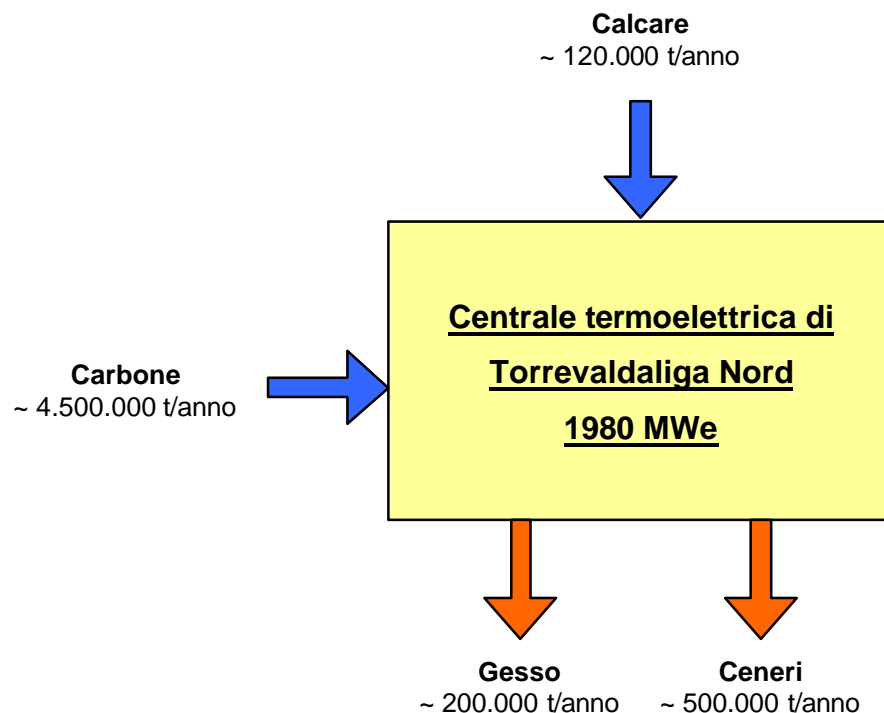 Calcare
~ 120.000 t/anno
Centrale termoelettrica di
Torrevaldaliga Nord
1980 MWe
Carbone
~ 4.500.000 t/anno
Gesso
~ 200.000 t/anno
Ceneri
~ 500.000 t/anno